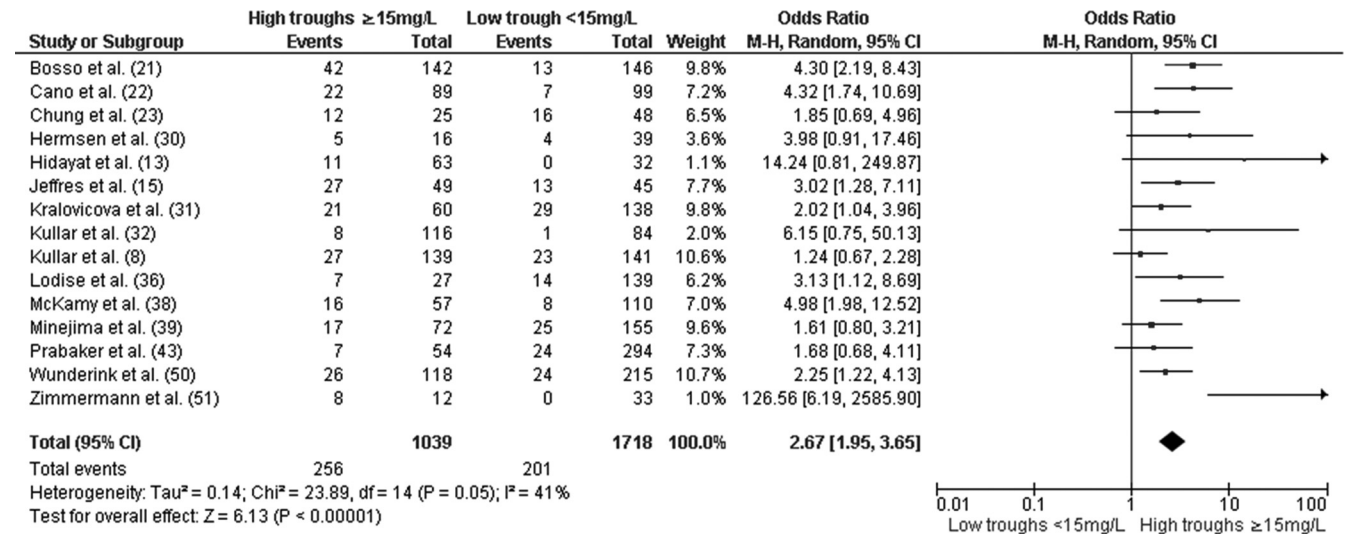 High troughs ≥15mg/L Low trough <15mg/L Odds Ratio Odds Ratio
Study or Subgroup Events Total Events Total Weight M-H, Random, 95% CI M-H, Random, 95% CI
Bosso et al. (21) 42 142 13 146 9.8% 4.30 [2.19, 8.43]
Cano et al. (22) 22 89 7 99 7.2% 4.32 [1.74, 10.69]
Chung et al. (23) 12 25 16 48 6.5% 1.85 [0.69, 4.96]
Hermsen et al. (30) 5 16 4 39 3.6% 3.98 [0.91, 17.46]
Hidayat et al. (13) 11 63 0 32 1.1% 14.24 [0.81, 249.87]
Jeffres et al. (15) 27 49 13 45 7.7% 3.02 [1.28, 7.11]
Kralovicova et al. (31) 21 60 29 138 9.8% 2.02 [1.04, 3.96]
Kullar et al. (32) 8 116 1 84 2.0% 6.15 [0.75, 50.13]
Kullar et al. (8) 27 139 23 141 10.6% 1.24 [0.67, 2.28]
Lodise et al. (36) 7 27 14 139 6.2% 3.13 [1.12, 8.69]
McKamy et al. (38) 16 57 8 110 7.0% 4.98 [1.98, 12.52]
Minejima et al. (39) 17 72 25 155 9.6% 1.61 [0.80, 3.21]
Prabaker et al. (43) 7 54 24 294 7.3% 1.68 [0.68, 4.11]
Wunderink et al. (50) 26 118 24 215 10.7% 2.25 [1.22, 4.13]
Zimmermann et al. (51) 8 12 0 33 1.0% 126.56 [6.19, 2585.90]
Total (95% CI) 1039 1718 100.0% 2.67 [1.95, 3.65]
Total events 256 201
Heterogeneity: Tau² = 0.14; Chi² = 23.89, df = 14 (P = 0.05); I² = 41%
Test for overall effect: Z = 6.13 (P < 0.00001)
0.01 0.1 1 10 100
Low troughs <15mg/L High troughs ≥15mg/L